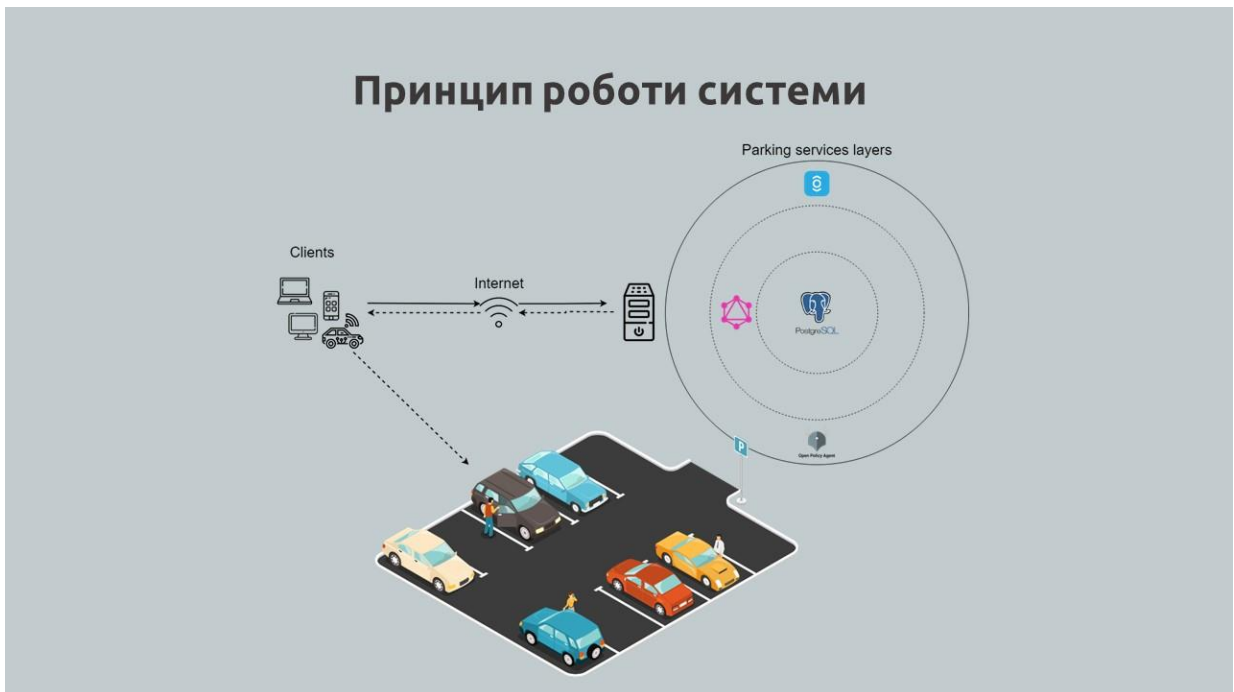 Принцип роботи системи
Parking services layers
Clients
Internet
PostgreSQL
Open Policy Agent
P